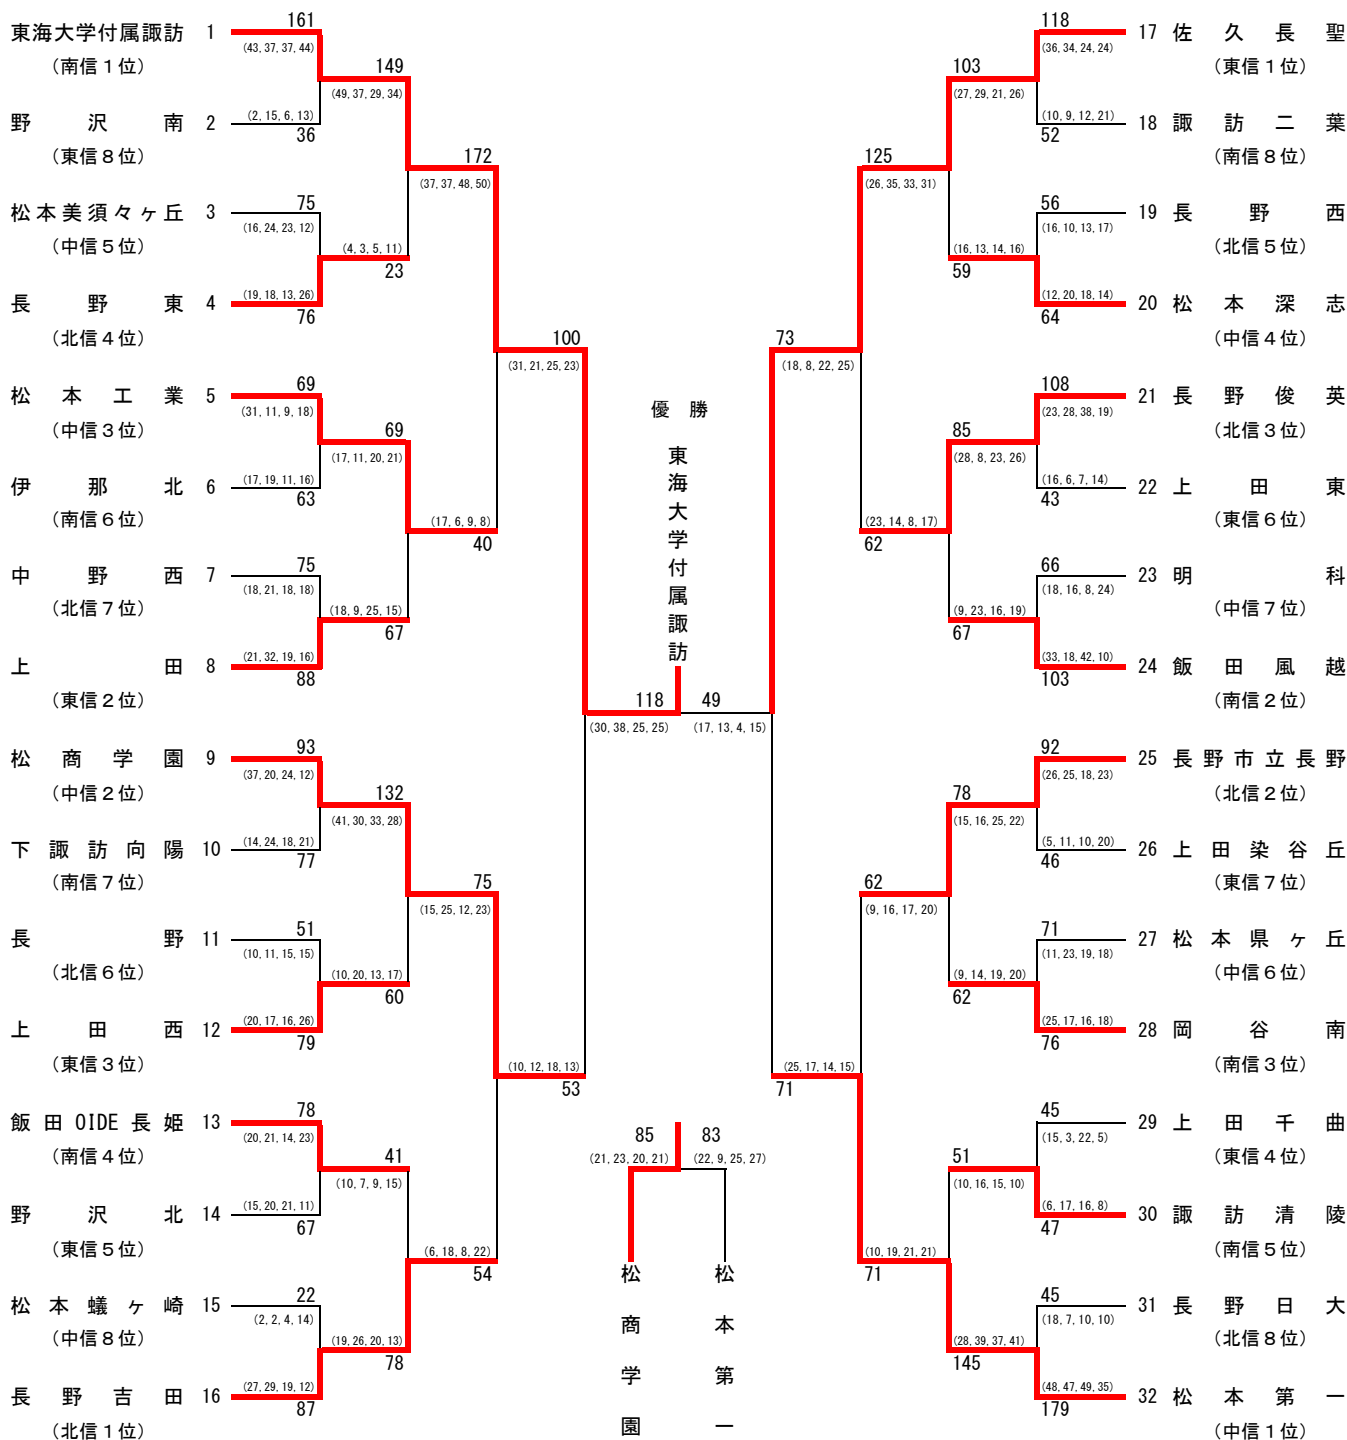 東海大学付属諏訪 1 161
(43, 37, 37, 44)
(南信1位)
149
(49, 37, 29, 34)
野沢南 2 (2, 15, 6, 13)
36
(東信8位)
172
(37, 37, 48, 50)
松本美須々ヶ丘 3 75
(16, 24, 23, 12)
(中信5位)
(4, 3, 5, 11)
23
長野東 4 (19, 18, 13, 26)
76
(北信4位)
100
(31, 21, 25, 23)
松本工業 5 69
(31, 11, 9, 18)
(中信3位)
69
(17, 11, 20, 21)
伊那北 6 (17, 19, 11, 16)
63
(南信6位)
(17, 6, 9, 8)
40
中野西 7 75
(18, 21, 18, 18)
(北信7位)
(18, 9, 25, 15)
67
上田 8 (21, 32, 19, 16)
88
(東信2位)
118
(30, 38, 25, 25)
松商学園 9 93
(37, 20, 24, 12)
(中信2位)
132
(41, 30, 33, 28)
下諏訪向陽 10 (14, 24, 18, 21)
77
(南信7位)
75
(15, 25, 12, 23)
長野 11 51
(10, 11, 15, 15)
(北信6位)
(10, 20, 13, 17)
60
上田西 12 (20, 17, 16, 26)
79
(東信3位)
(10, 12, 18, 13)
53
飯田OIDE長姫 13 78
(20, 21, 14, 23)
(南信4位)
41
(10, 7, 9, 15)
野沢北 14 (15, 20, 21, 11)
67
(東信5位)
(6, 18, 8, 22)
54
松本蟻ヶ崎 15 22
(2, 2, 4, 14)
(中信8位)
(19, 26, 20, 13)
78
長野吉田 16 (27, 29, 19, 12)
87
(北信1位)
優勝
東海大学付属諏訪
85 83
(21, 23, 20, 21) (22, 9, 25, 27)
松商学園
松本第一
118 17 佐久長聖
(36, 34, 24, 24)
(東信1位)
103
(27, 29, 21, 26)
(10, 9, 12, 21) 18 諏訪二葉
52
(南信8位)
125
(26, 35, 33, 31)
56 19 長野西
(16, 10, 13, 17)
(北信5位)
(16, 13, 14, 16)
59
(12, 20, 18, 14) 20 松本深志
64
(中信4位)
73
(18, 8, 22, 25)
108 21 長野俊英
(23, 28, 38, 19)
(北信3位)
85
(28, 8, 23, 26)
(16, 6, 7, 14) 22 上田東
43
(東信6位)
(23, 14, 8, 17)
62
66 23 明科
(18, 16, 8, 24)
(中信7位)
(9, 23, 16, 19)
67
(33, 18, 42, 10) 24 飯田風越
103
(南信2位)
49
(17, 13, 4, 15)
92 25 長野市立長野
(26, 25, 18, 23)
(北信2位)
78
(15, 16, 25, 22)
(5, 11, 10, 20) 26 上田染谷丘
46
(東信7位)
62
(9, 16, 17, 20)
71 27 松本県ヶ丘
(11, 23, 19, 18)
(中信6位)
(9, 14, 19, 20)
62
(25, 17, 16, 18) 28 岡谷南
76
(南信3位)
(25, 17, 14, 15)
71
45 29 上田千曲
(15, 3, 22, 5)
(東信4位)
51
(10, 16, 15, 10)
(6, 17, 16, 8) 30 諏訪清陵
47
(南信5位)
(10, 19, 21, 21)
71
45 31 長野日大
(18, 7, 10, 10)
(北信8位)
(28, 39, 37, 41)
145
(48, 47, 49, 35) 32 松本第一
179
(中信1位)